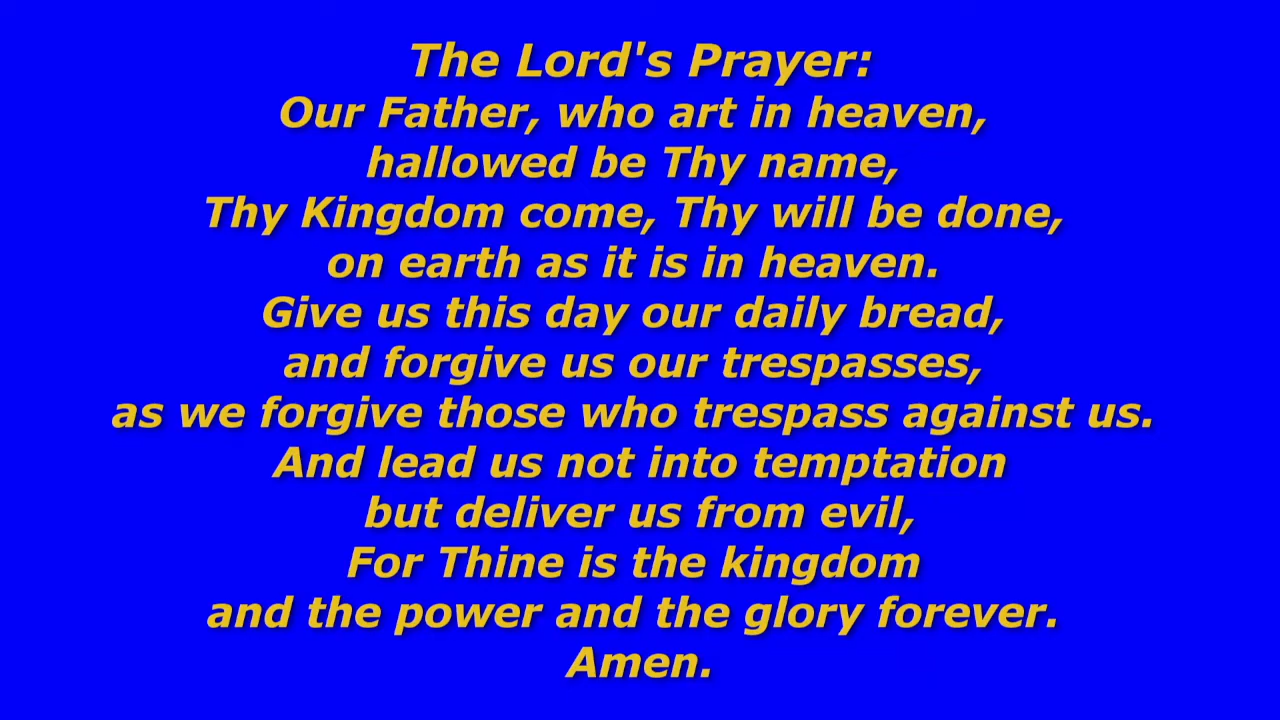 The Lord's Prayer:
Our Father, who art in heaven,
hallowed be Thy name,
Thy Kingdom come, Thy will be done,
on earth as it is in heaven.
Give us this day our daily bread,
and forgive us our trespasses,
as we forgive those who trespass against us.
And lead us not into temptation
but deliver us from evil,
For Thine is the kingdom
and the power and the glory forever.
Amen.